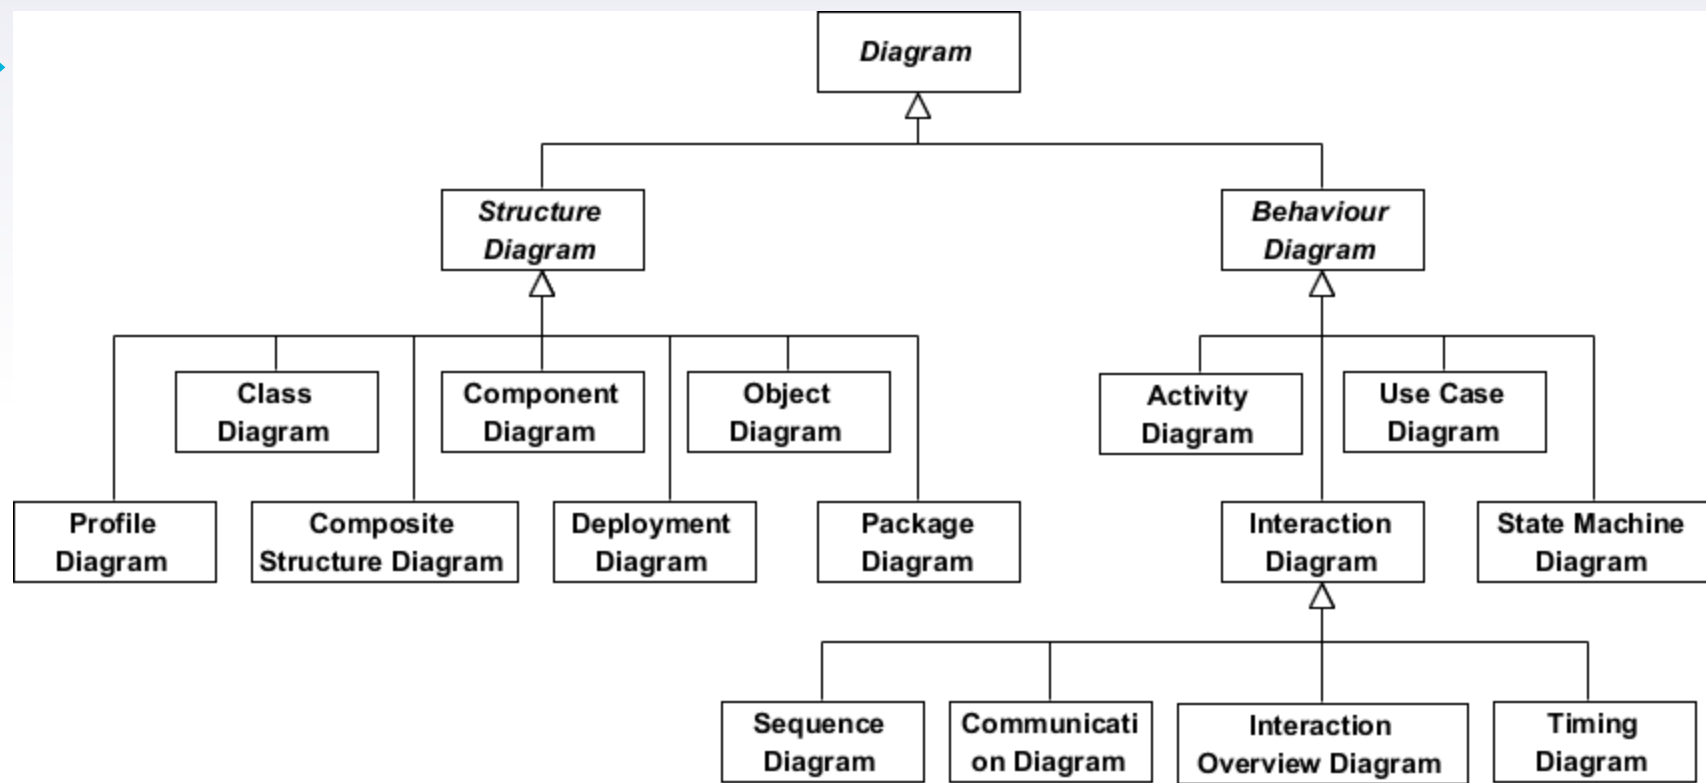 Diagram
Structure
Diagram
Behaviour
Diagram
Class
Diagram
Component
Diagram
Object
Diagram
Activity
Diagram
Use Case
Diagram
Profile
Diagram
Composite
Structure Diagram
Deployment
Diagram
Package
Diagram
Interaction
Diagram
State Machine
Diagram
Sequence
Diagram
Communicati
on Diagram
Interaction
Overview Diagram
Timing
Diagram